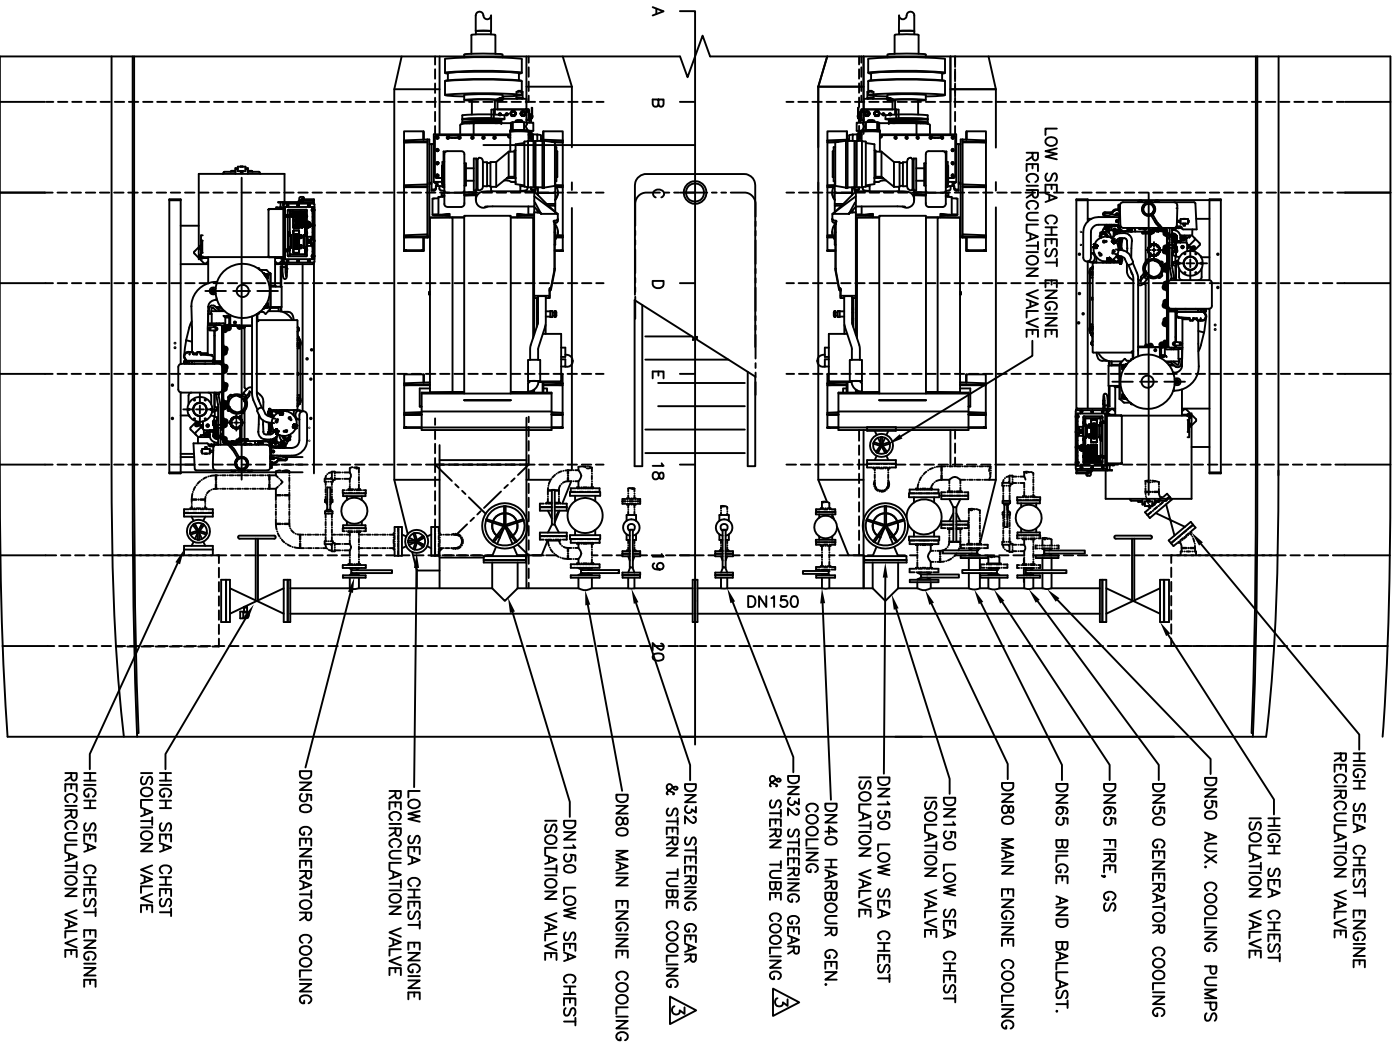 A
B
C
D
E
18
19
20
DN150
LOW SEA CHEST ENGINE
RECIRCULATION VALVE
HIGH SEA CHEST ENGINE
RECIRCULATION VALVE
HIGH SEA CHEST
ISOLATION VALVE
DN50 AUX. COOLING PUMPS
DN50 GENERATOR COOLING
DN65 FIRE, GS
DN65 BILGE AND BALLAST.
DN80 MAIN ENGINE COOLING
DN150 LOW SEA CHEST
ISOLATION VALVE
DN150 LOW SEA CHEST
ISOLATION VALVE
DN40 HARBOUR GEN.
COOLING
DN32 STEERING GEAR
& STERN TUBE COOLING 3
DN32 STEERING GEAR
& STERN TUBE COOLING 3
DN80 MAIN ENGINE COOLING
DN150 LOW SEA CHEST
ISOLATION VALVE
LOW SEA CHEST ENGINE
RECIRCULATION VALVE
DN50 GENERATOR COOLING
HIGH SEA CHEST
ISOLATION VALVE
HIGH SEA CHEST ENGINE
RECIRCULATION VALVE